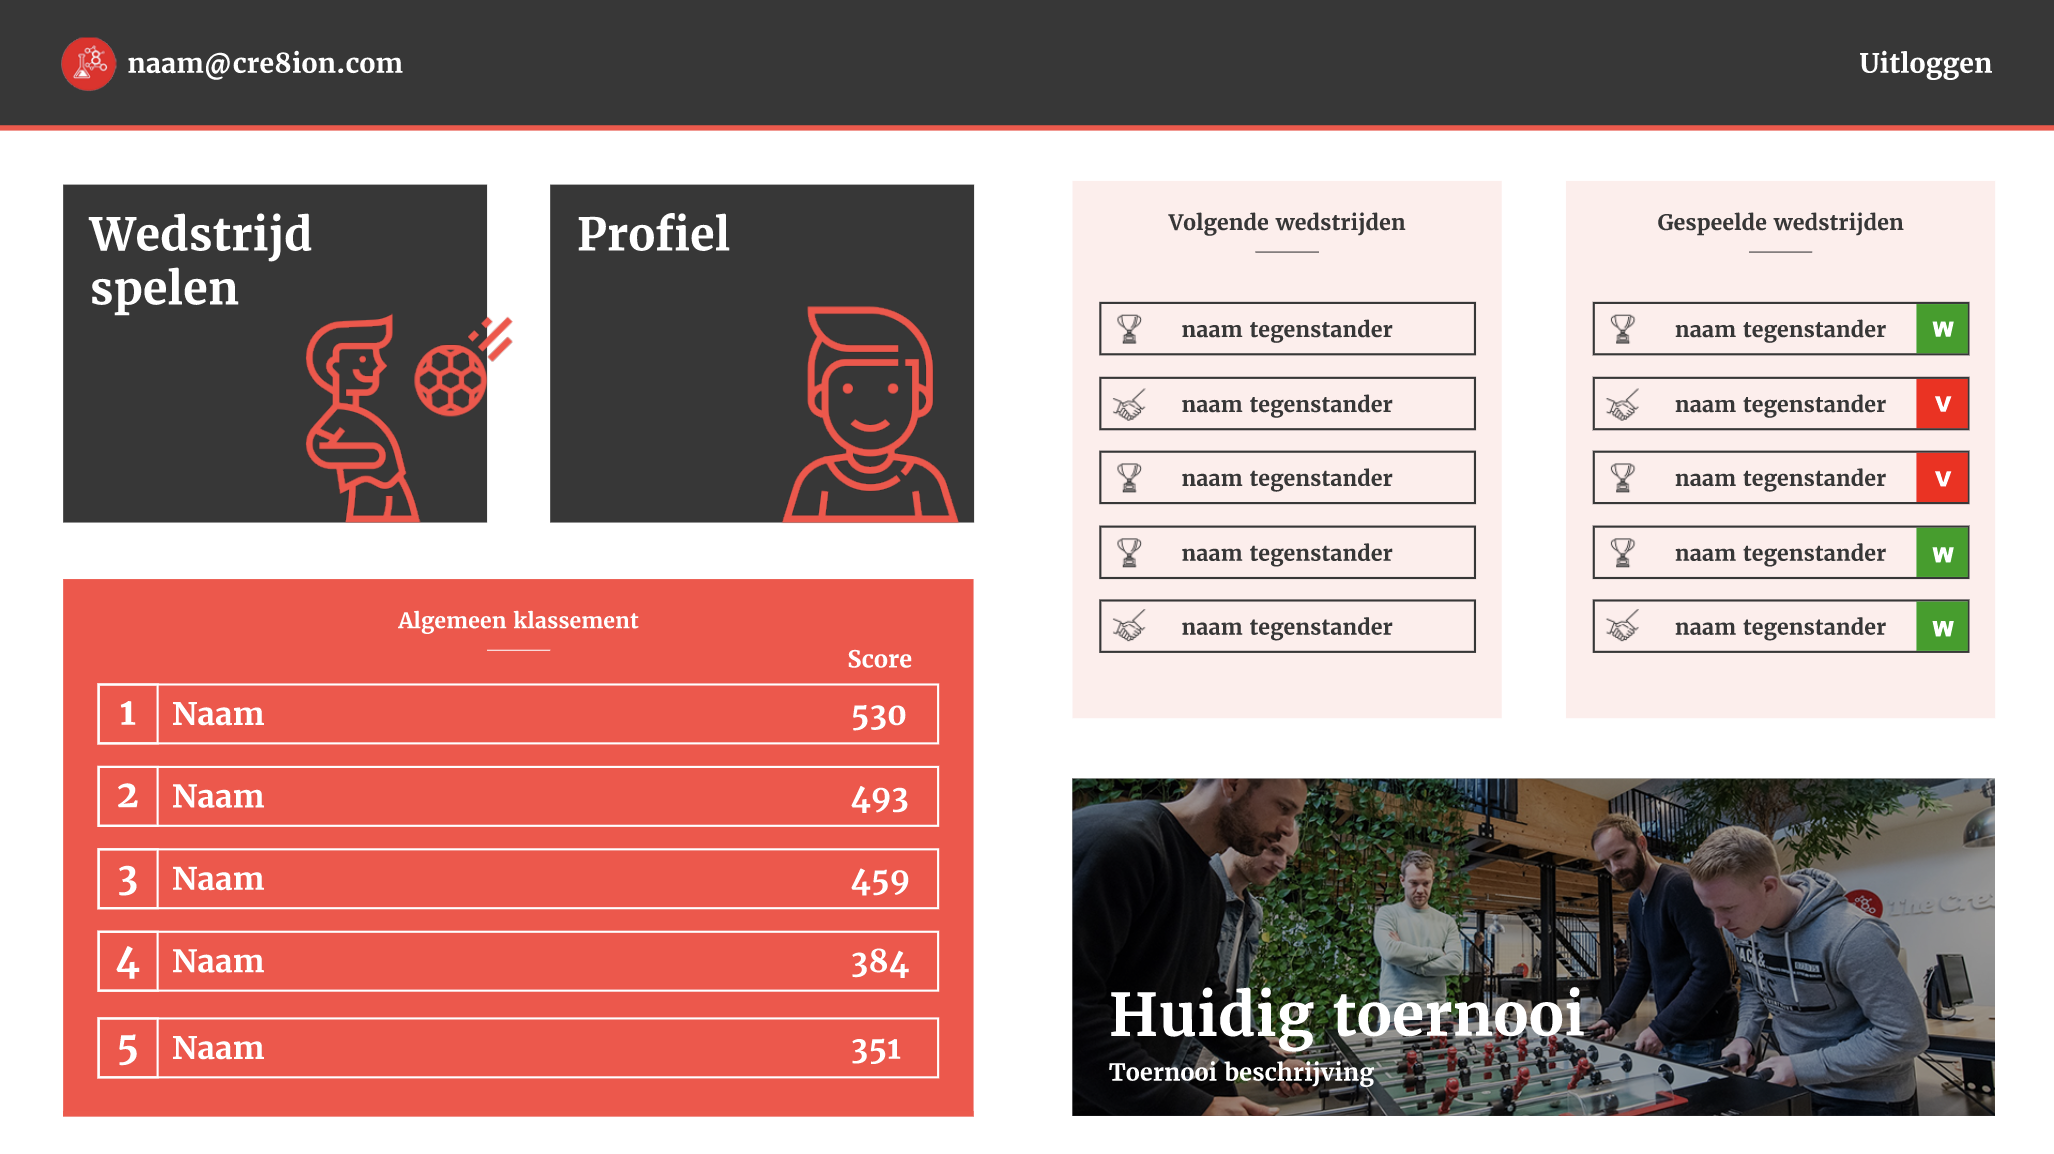 naam@cre8ion.com
Uitloggen
Wedstrijd
spelen
Profiel
Algemeen klassement
Score
1 Naam 530
2 Naam 493
3 Naam 459
4 Naam 384
5 Naam 351
Volgende wedstrijden
naam tegenstander
naam tegenstander
naam tegenstander
naam tegenstander
naam tegenstander
Gespeelde wedstrijden
naam tegenstander W
naam tegenstander V
naam tegenstander V
naam tegenstander W
naam tegenstander W
The Cre
Huidig toernooi
Toernooi beschrijving